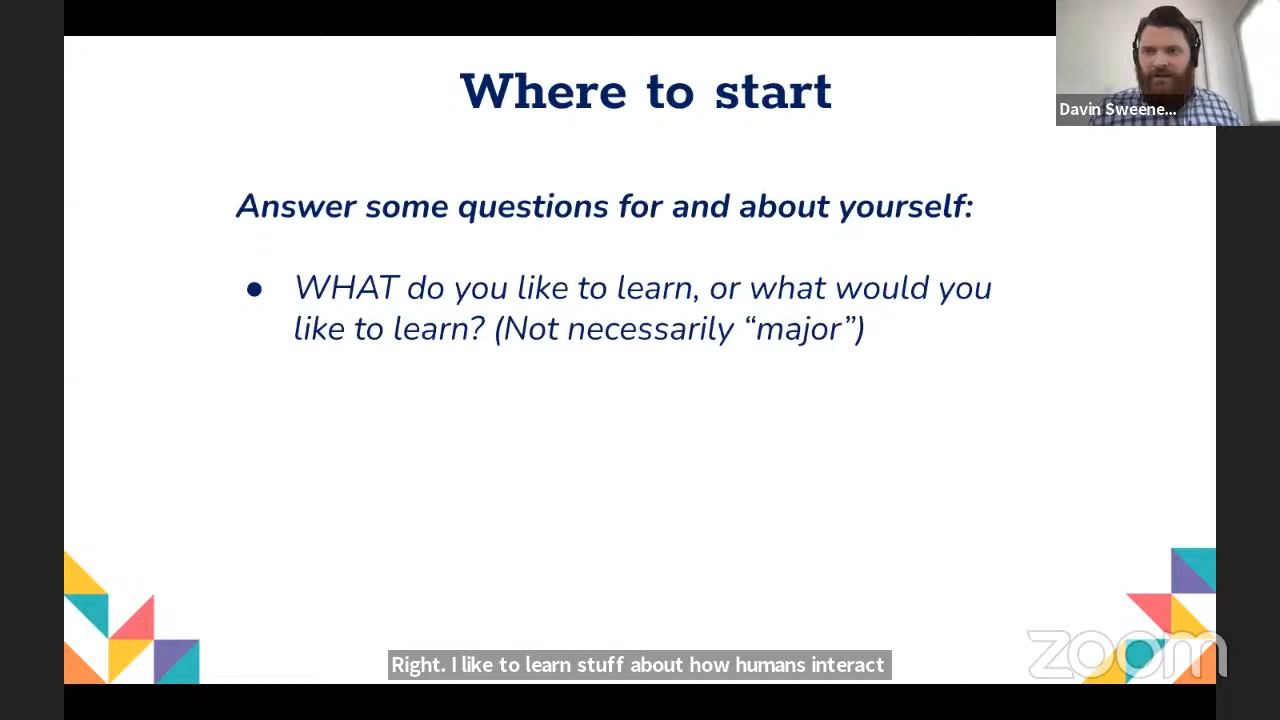 Where to start
Davin Sweene...
Answer some questions for and about yourself:
● WHAT do you like to learn, or what would you
like to learn? (Not necessarily “major”)
Right. I like to learn stuff about how humans interact
zoom